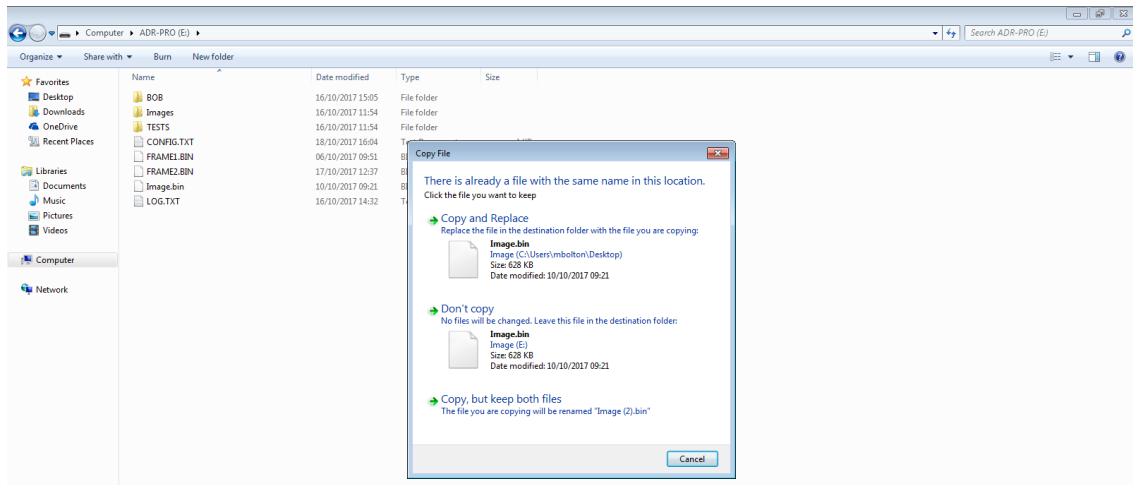 Computer ▸ ADR-PRO (E:) ▸
Search ADR-PRO (E:)
Organize
Share with
Burn
New folder
Name
Date modified
Type
Size
Favorites
Desktop
Downloads
OneDrive
Recent Places
Libraries
Documents
Music
Pictures
Videos
Computer
Network
BOB 16/10/2017 15:05 File folder
Images 16/10/2017 11:54 File folder
TESTS 16/10/2017 11:54 File folder
CONFIG.TXT 18/10/2017 16:04
FRAME1.BIN 06/10/2017 09:51
FRAME2.BIN 17/10/2017 12:37
Image.bin 10/10/2017 09:21
LOG.TXT 16/10/2017 14:32
Copy File
There is already a file with the same name in this location.
Click the file you want to keep
Copy and Replace
Replace the file in the destination folder with the file you are copying:
Image.bin
Image (C:\Users\mbolton\Desktop)
Size: 628 KB
Date modified: 10/10/2017 09:21
Don't copy
No files will be changed. Leave this file in the destination folder:
Image.bin
Image (E:)
Size: 628 KB
Date modified: 10/10/2017 09:21
Copy, but keep both files
The file you are copying will be renamed "Image (2).bin"
Cancel